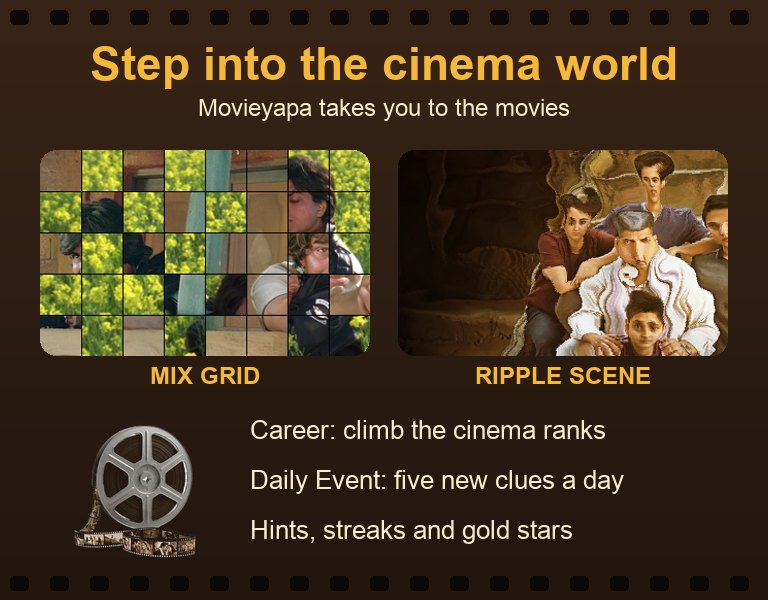 Step into the cinema world
Movieyapa takes you to the movies
MIX GRID
RIPPLE SCENE
Career: climb the cinema ranks
Daily Event: five new clues a day
Hints, streaks and gold stars